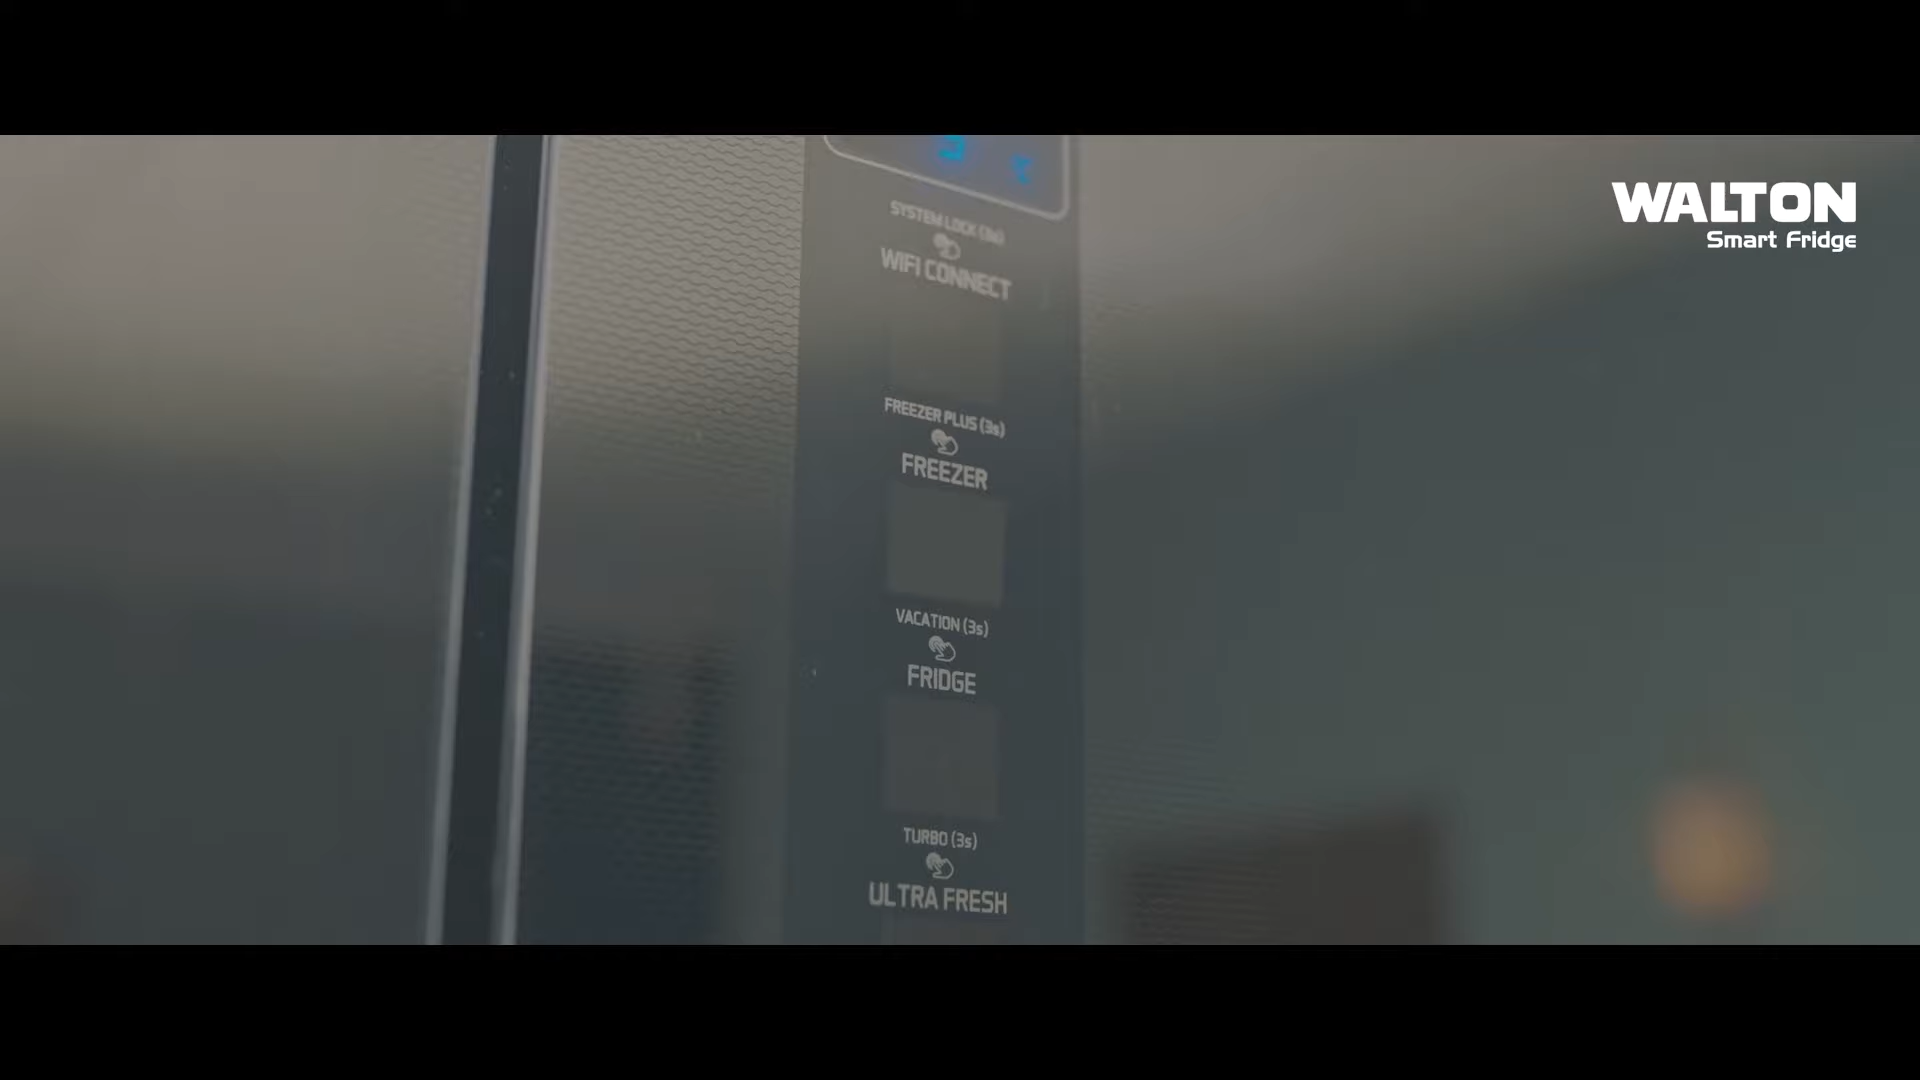 WALTON
Smart Fridge
℃
SYSTEM LOCK (3s)
WIFI CONNECT
FREEZER PLUS (3s)
FREEZER
VACATION (3s)
FRIDGE
TURBO (3s)
ULTRA FRESH